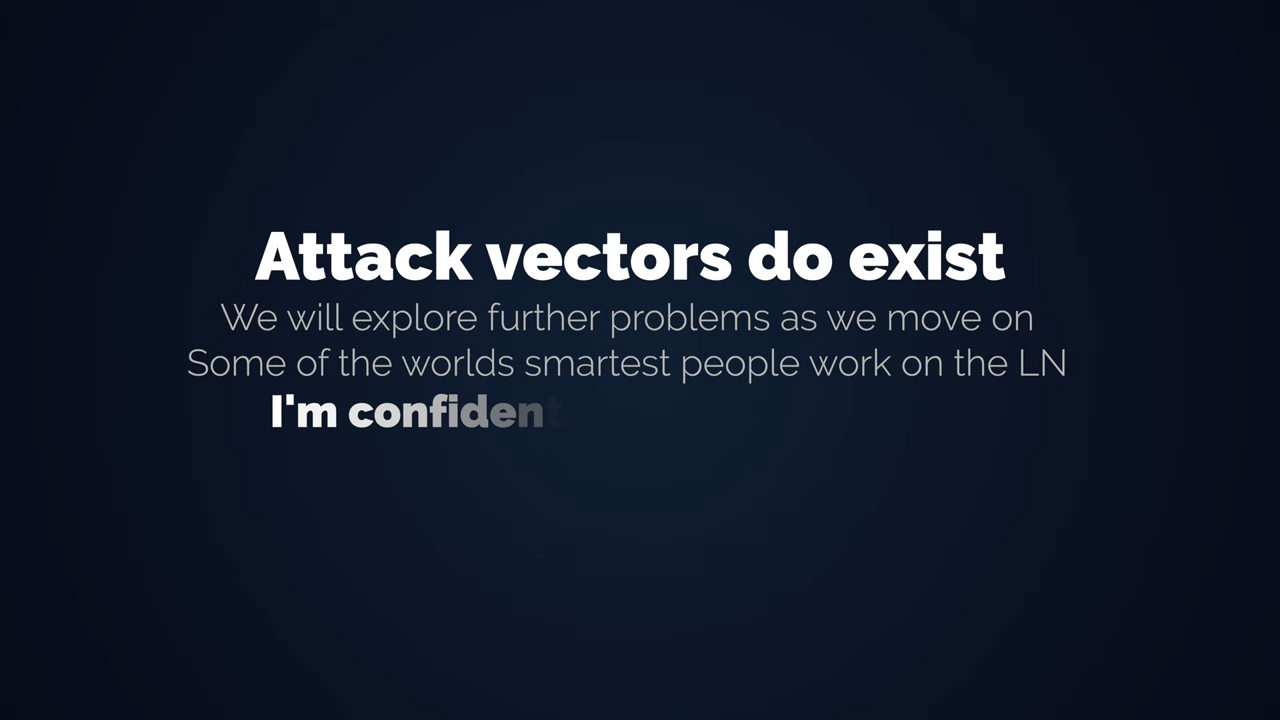 Attack vectors do exist
We will explore further problems as we move on
Some of the worlds smartest people work on the LN
I'm confident